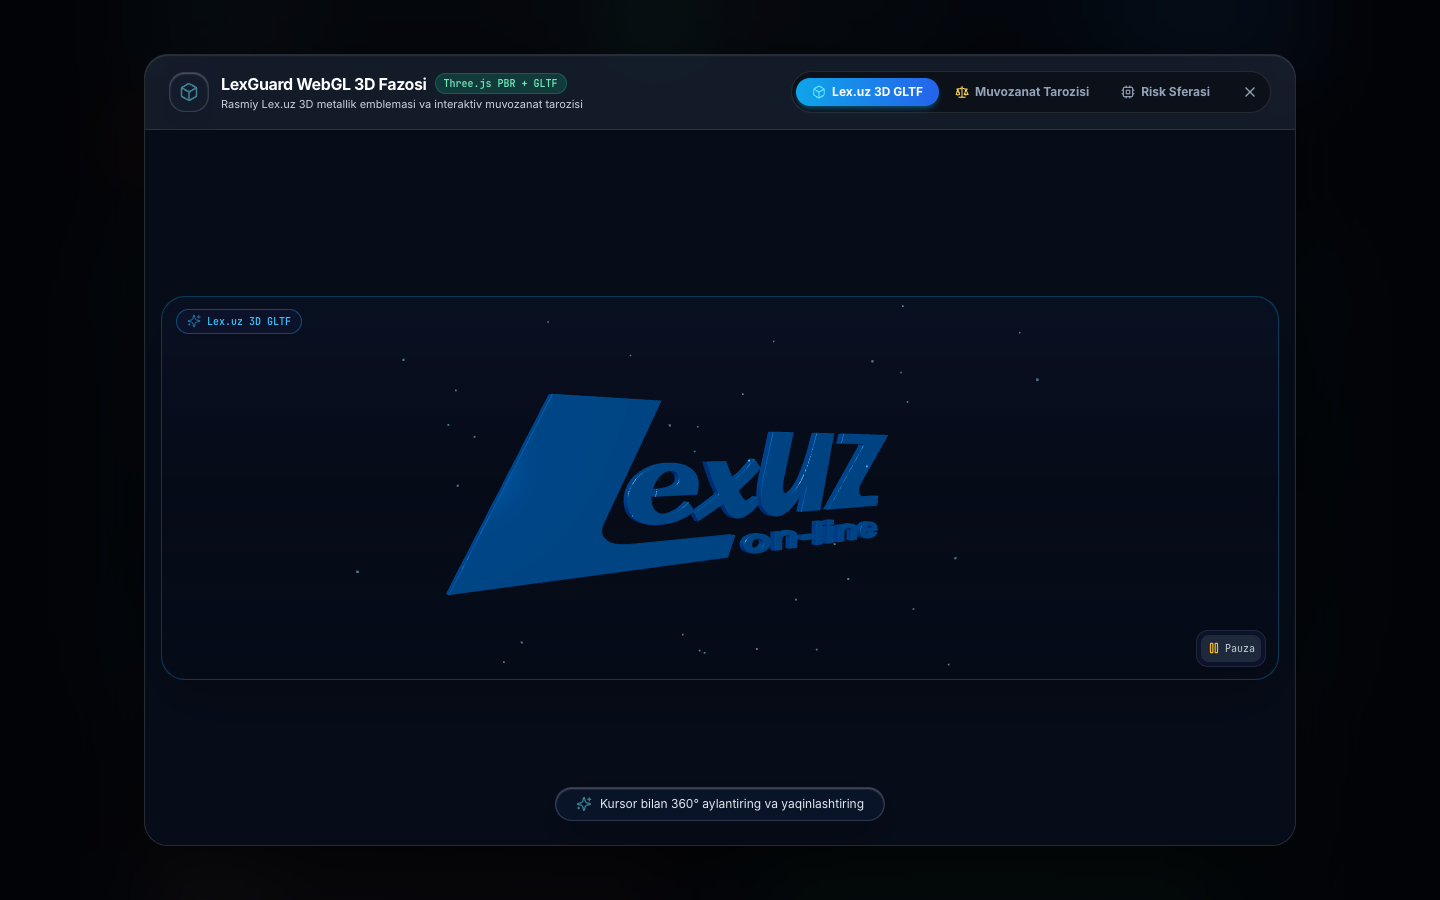 LexGuard WebGL 3D Fazosi
Three.js PBR + GLTF
Rasmiy Lex.uz 3D metallik emblemasi va interaktiv muvozanat tarozisi
Lex.uz 3D GLTF
Muvozanat Tarozisi
Risk Sferasi
Lex.uz 3D GLTF
LexUZ
on-line
Pauza
Kursor bilan 360° aylantiring va yaqinlashtiring